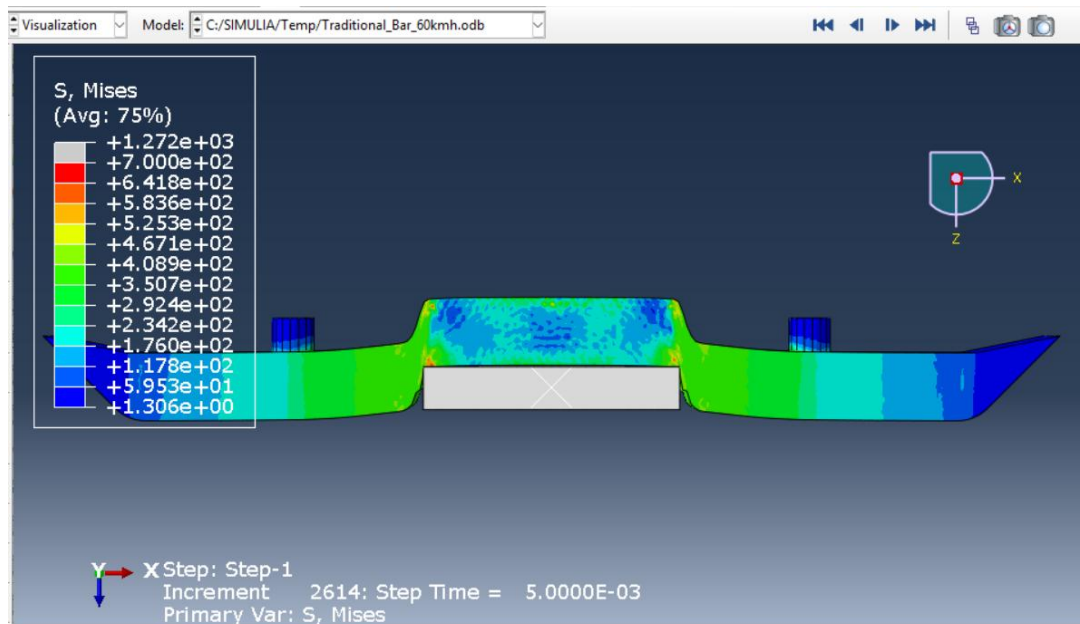 Visualization Model: C:/SIMULIA/Temp/Traditional_Bar_60kmh.odb
S, Mises
(Avg: 75%)
+1.272e+03
+7.000e+02
+6.418e+02
+5.836e+02
+5.253e+02
+4.671e+02
+4.089e+02
+3.507e+02
+2.924e+02
+2.342e+02
+1.760e+02
+1.178e+02
+5.953e+01
+1.306e+00
X
Z
Y X
Step: Step-1
Increment 2614: Step Time = 5.0000E-03
Primary Var: S, Mises